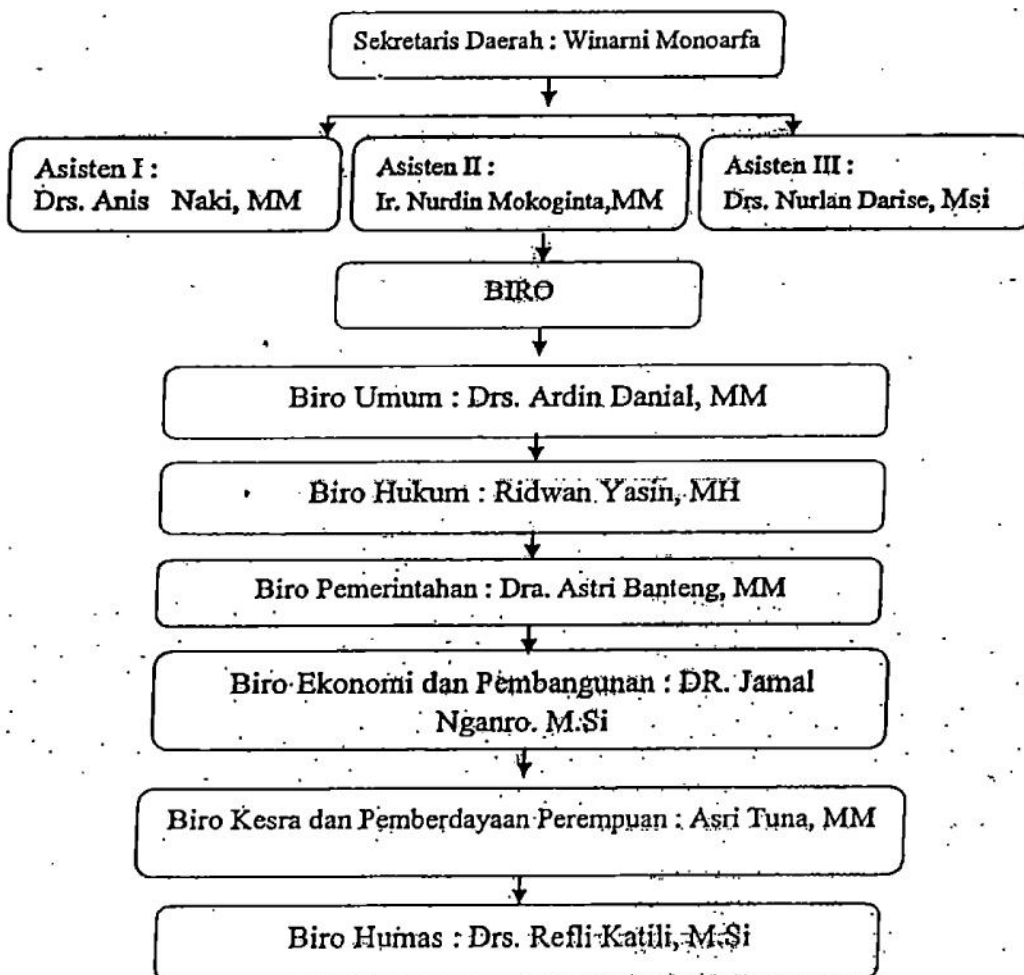 Sekretaris Daerah : Winarni Monoarfa
Asisten I :
Drs. Anis Naki, MM
Asisten II :
Ir. Nurdin Mokoginta,MM
Asisten III :
Drs. Nurlan Darise, Msi
BIRO
Biro Umum : Drs. Ardin Danial, MM
Biro Hukum : Ridwan Yasin, MH
Biro Pemerintahan : Dra. Astri Banteng, MM
Biro Ekonomi dan Pembangunan : DR. Jamal
Nganro. M.Si
Biro Kesra dan Pemberdayaan Perempuan : Asri Tuna, MM
Biro Humas : Drs. Refli Katili, M.Si